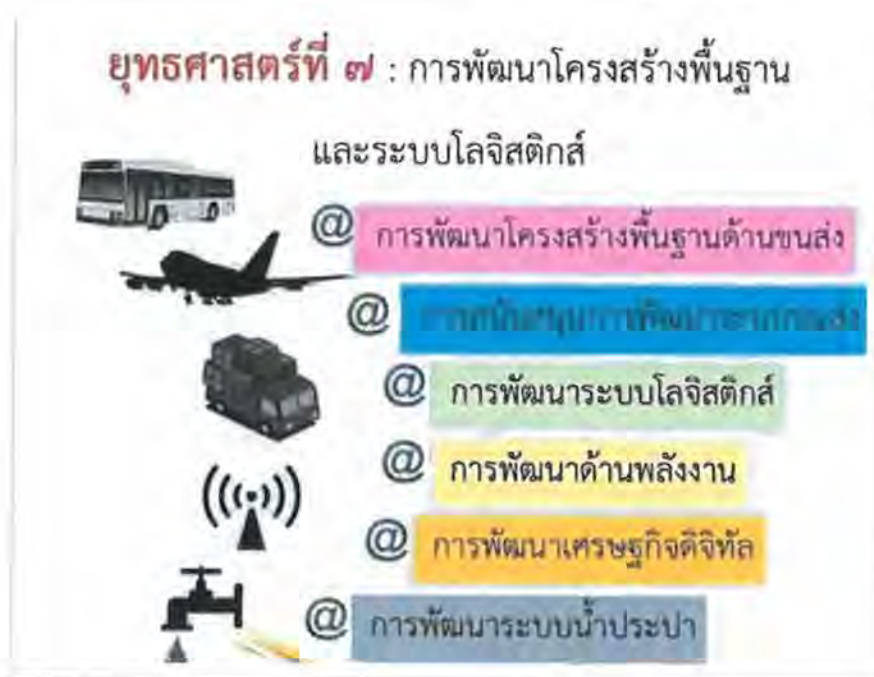 ยุทธศาสตร์ที่ ๗ : การพัฒนาโครงสร้างพื้นฐาน
และระบบโลจิสติกส์
@ การพัฒนาโครงสร้างพื้นฐานด้านขนส่ง
@
@ การพัฒนาระบบโลจิสติกส์
@ การพัฒนาด้านพลังงาน
@ การพัฒนาเศรษฐกิจดิจิทัล
@ การพัฒนาระบบน้ำประปา